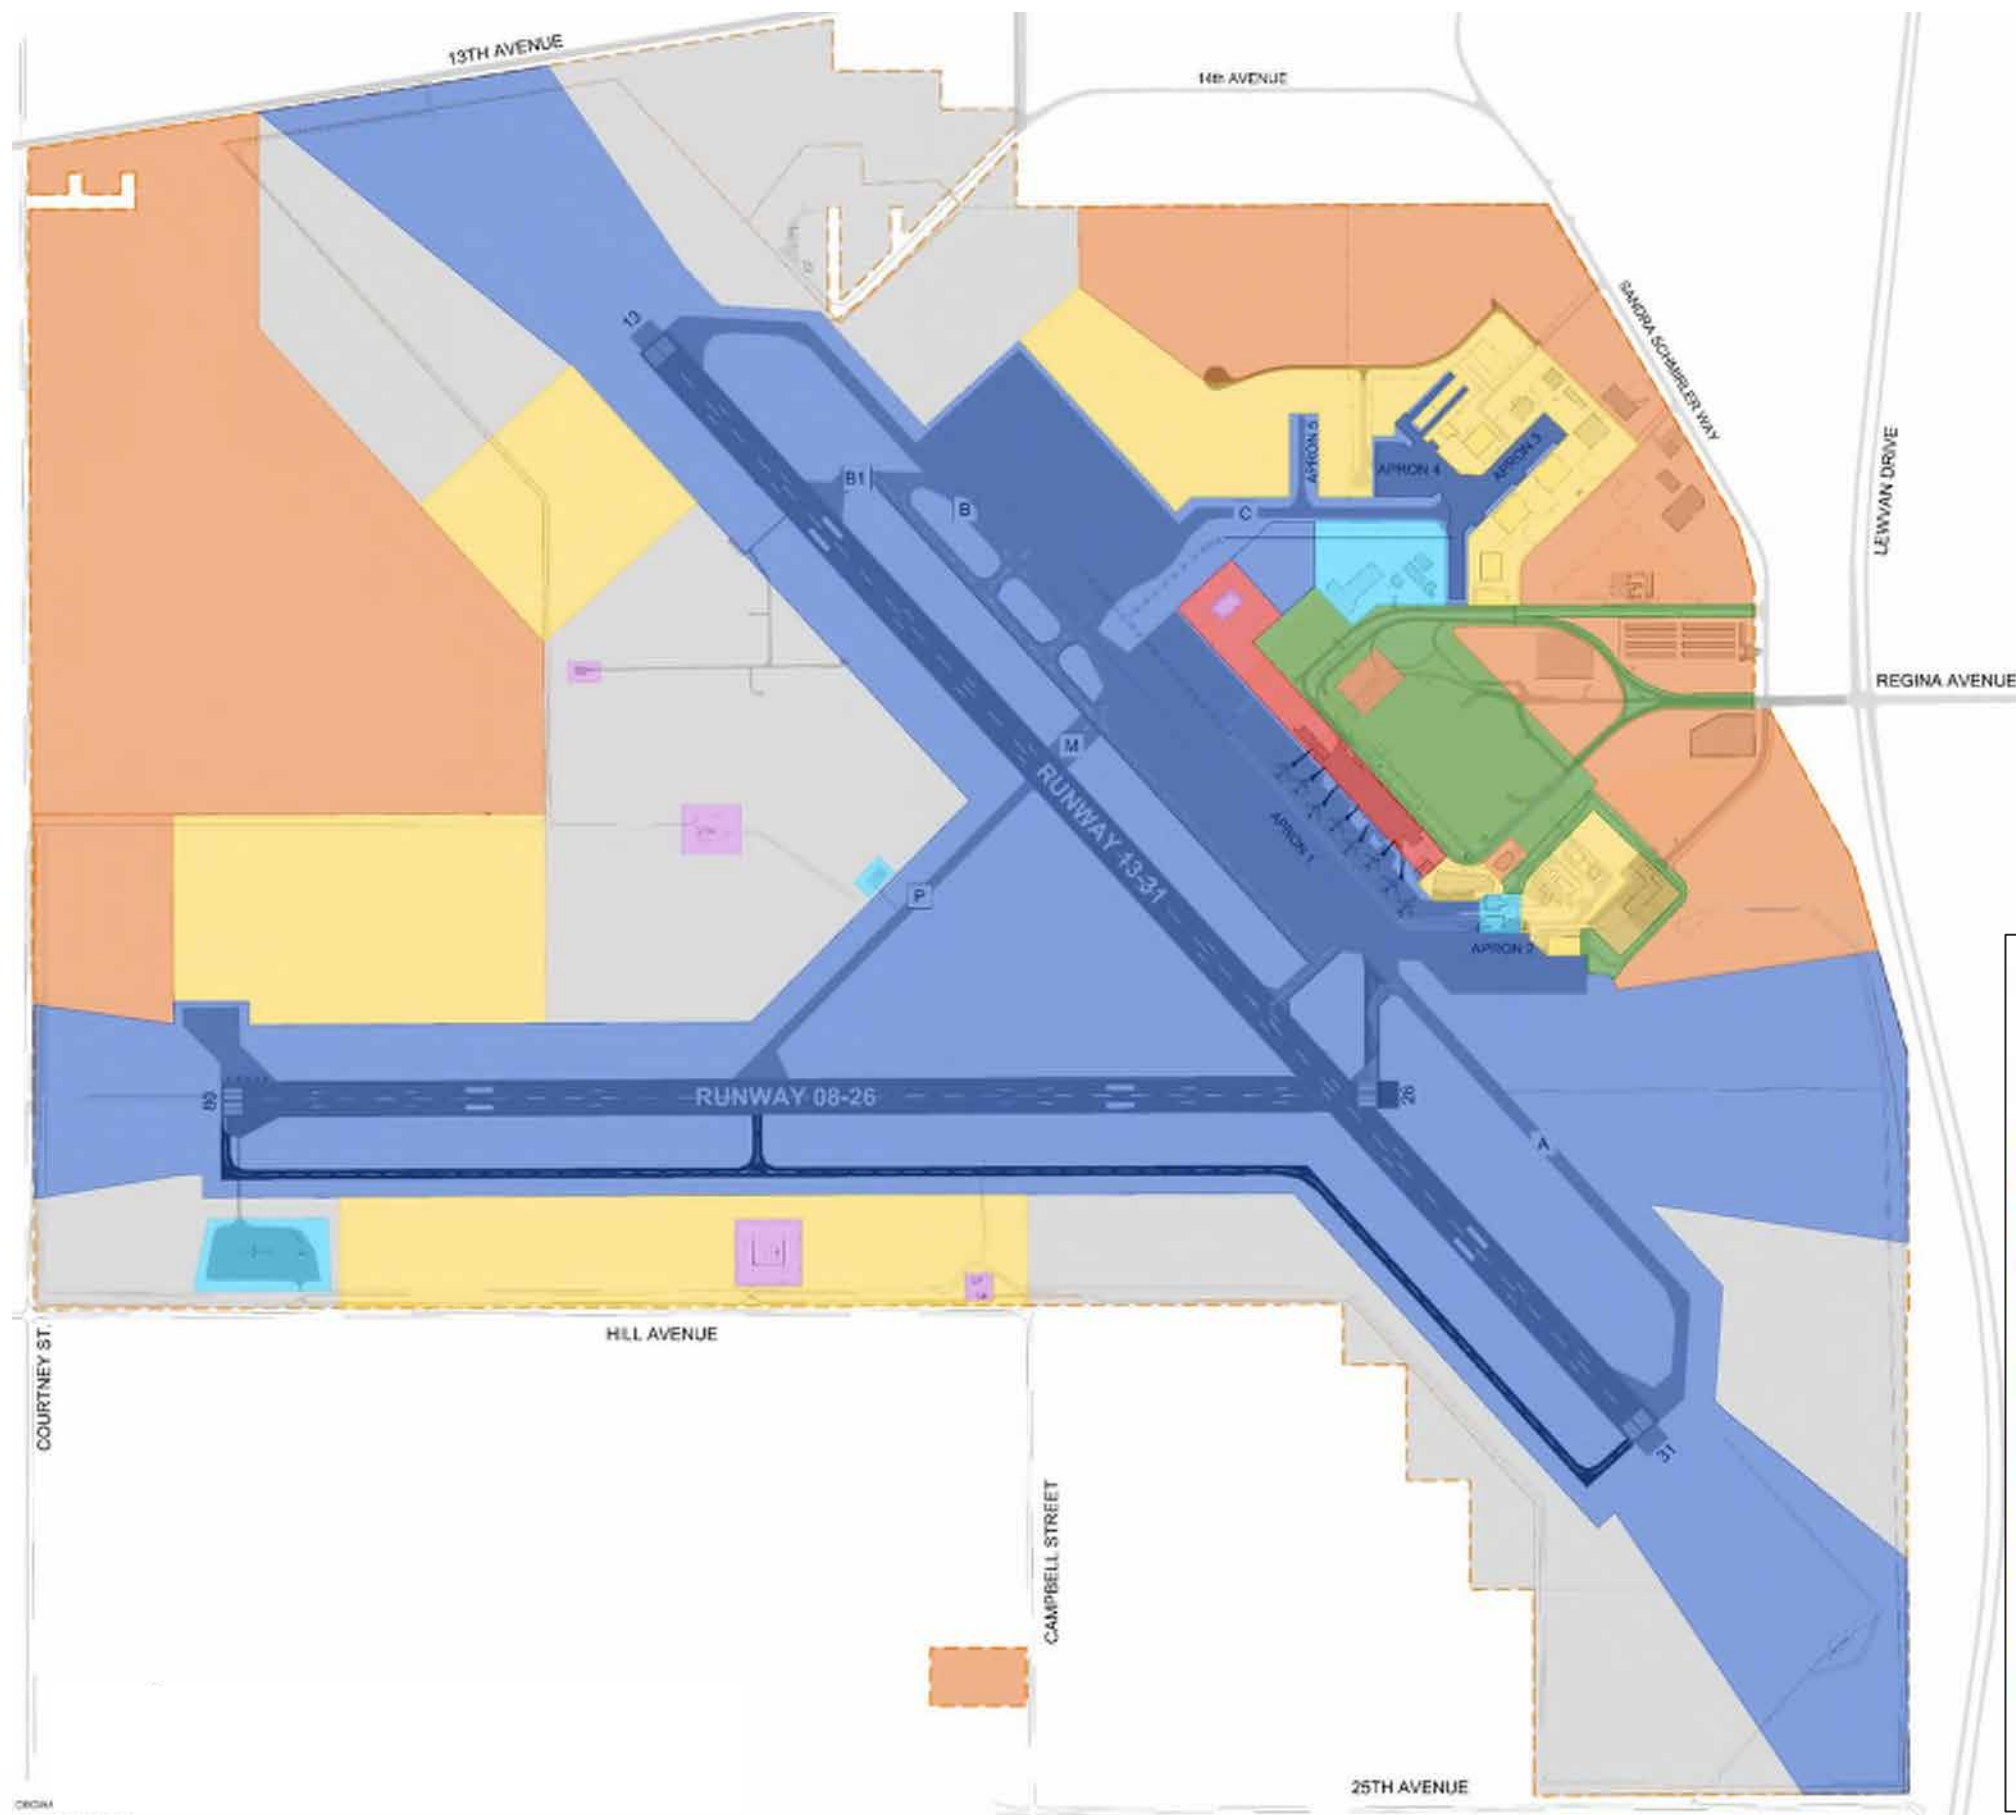 13TH AVENUE
14th AVENUE
SANDRA SCHMIRLER WAY
LEWVAN DRIVE
13
APRON 5
APRON 4
APRON 3
B1
B
C
REGINA AVENUE
M
RUNWAY 13-31
APRON 1
P
APRON 2
08
RUNWAY 08-26
26
A
HILL AVENUE
COURTNEY ST.
31
CAMPBELL STREET
25TH AVENUE